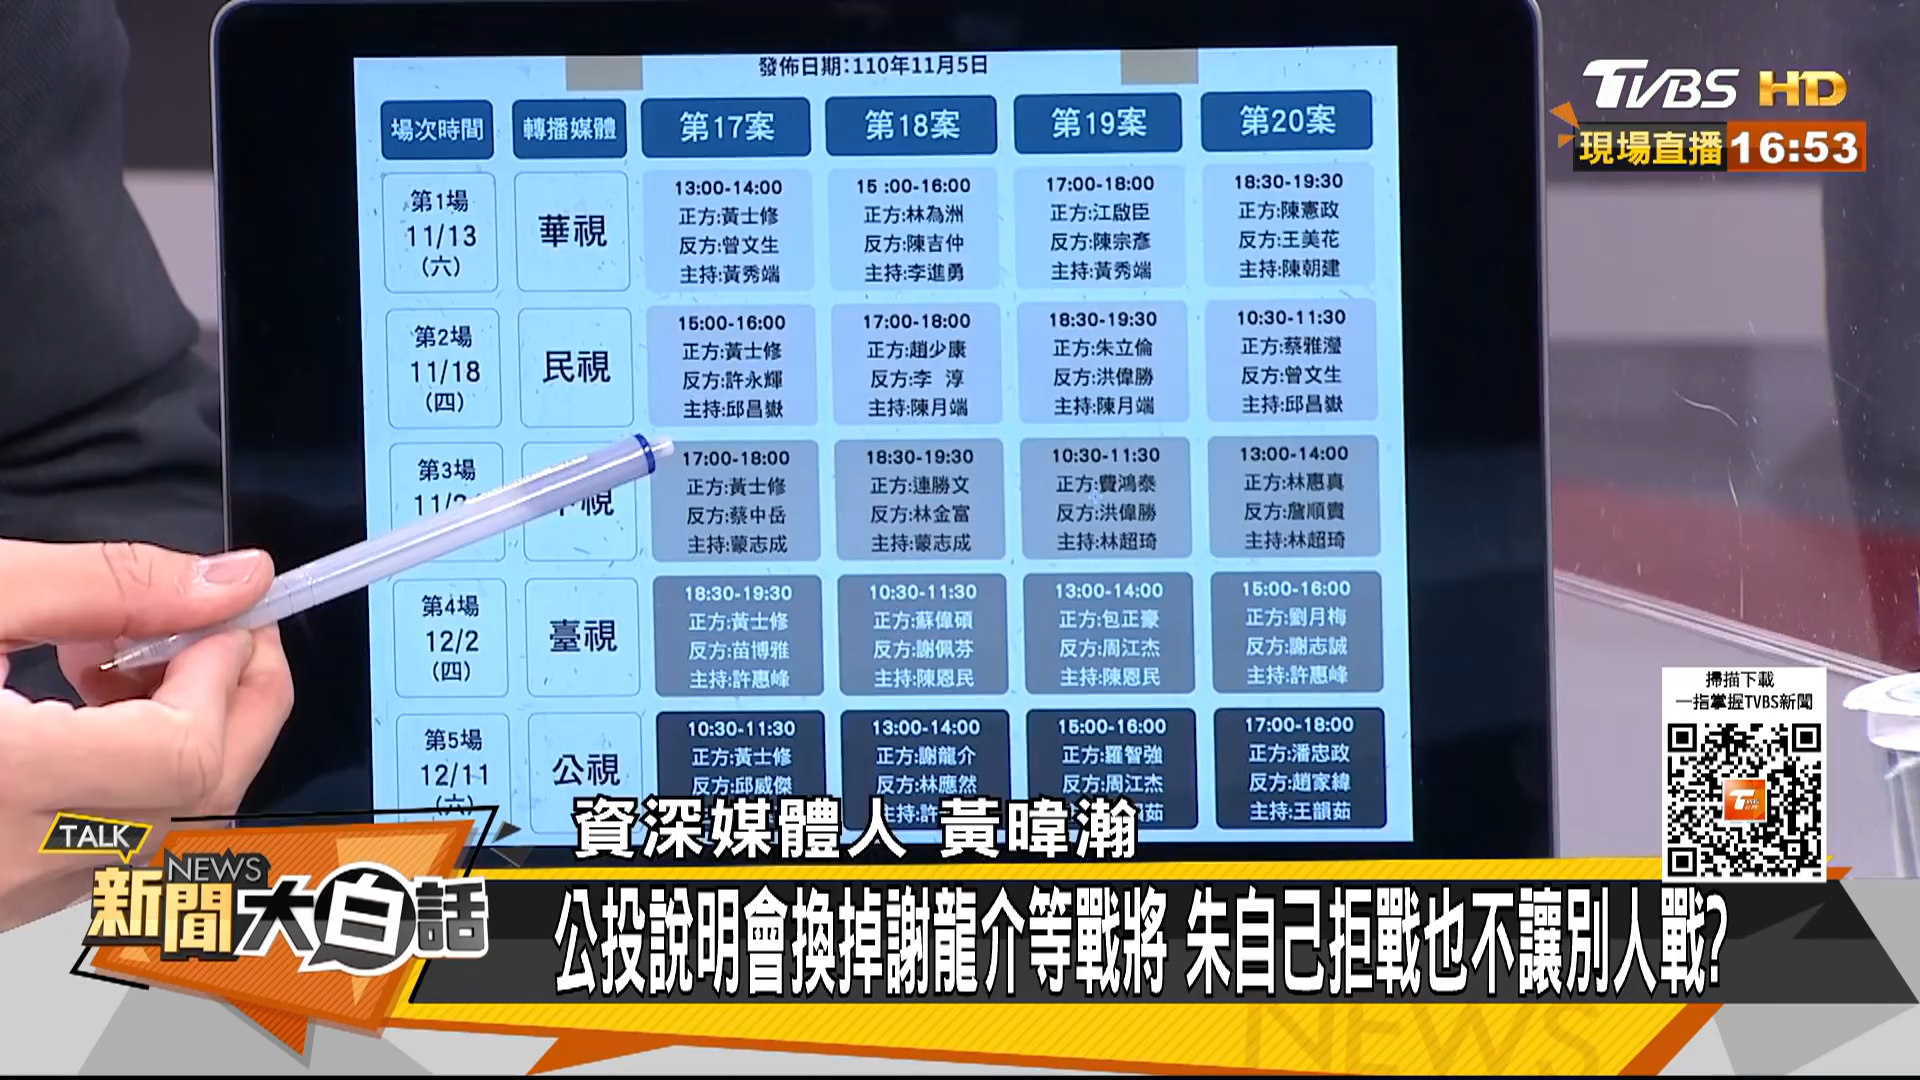 發佈日期:110年11月5日
TVBS HD
現場直播 16:53
場次時間 轉播媒體 第17案 第18案 第19案 第20案
第1場
11/13
(六)
華視
13:00-14:00
正方:黃士修
反方:曾文生
主持:黃秀端
15 :00-16:00
正方:林為洲
反方:陳吉仲
主持:李進勇
17:00-18:00
正方:江啟臣
反方:陳宗彥
主持:黃秀端
18:30-19:30
正方:陳憲政
反方:王美花
主持:陳朝建
第2場
11/18
(四)
民視
15:00-16:00
正方:黃士修
反方:許永輝
主持:邱昌嶽
17:00-18:00
正方:趙少康
反方:李 淳
主持:陳月端
18:30-19:30
正方:朱立倫
反方:洪偉勝
主持:陳月端
10:30-11:30
正方:蔡雅瀅
反方:曾文生
主持:邱昌嶽
第3場
11/2
視
17:00-18:00
正方:黃士修
反方:蔡中岳
主持:蒙志成
18:30-19:30
正方:連勝文
反方:林金富
主持:蒙志成
10:30-11:30
正方:費鴻泰
反方:洪偉勝
主持:林超琦
13:00-14:00
正方:林惠真
反方:詹順貴
主持:林超琦
第4場
12/2
(四)
臺視
18:30-19:30
正方:黃士修
反方:苗博雅
主持:許惠峰
10:30-11:30
正方:蘇偉碩
反方:謝佩芬
主持:陳恩民
13:00-14:00
正方:包正豪
反方:周江杰
主持:陳恩民
15:00-16:00
正方:劉月梅
反方:謝志誠
主持:許惠峰
第5場
12/11
(六)
公視
10:30-11:30
正方:黃士修
反方:邱威傑
13:00-14:00
正方:謝龍介
反方:林應然
主持:許
15:00-16:00
正方:羅智強
反方:周江杰
韻茹
17:00-18:00
正方:潘忠政
反方:趙家緯
主持:王韻茹
掃描下載
一指掌握TVBS新聞
TALK
NEWS
新聞大白話
資深媒體人 黃暐瀚
公投說明會換掉謝龍介等戰將 朱自己拒戰也不讓別人戰?
NEWS